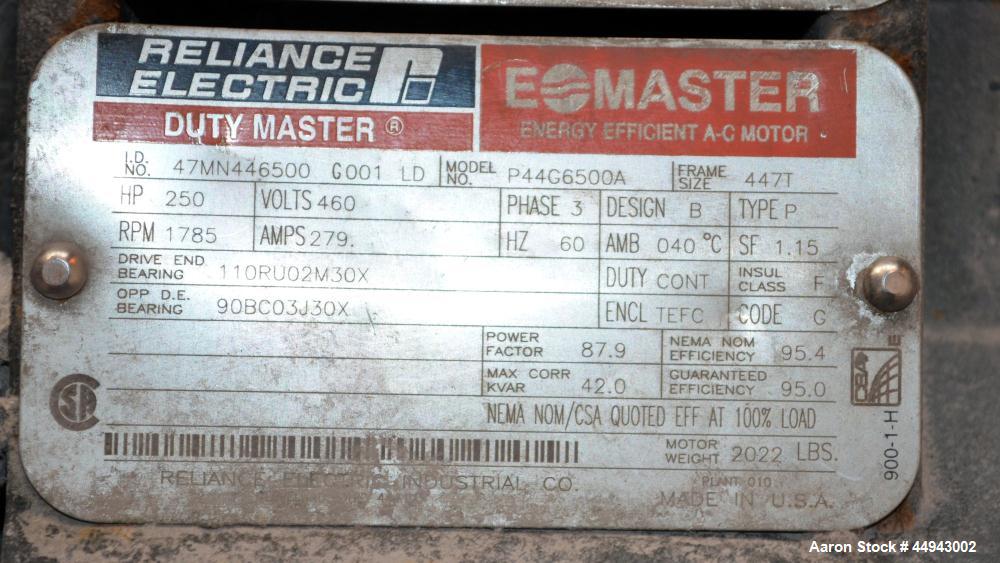 RELIANCE
ELECTRIC
DUTY MASTER ®
E MASTER
ENERGY EFFICIENT A-C MOTOR
I.D. NO. 47MN446500 G001 LD MODEL NO. P44G6500A FRAME SIZE 447T
HP 250 VOLTS 460 PHASE 3 DESIGN B TYPE P
RPM 1785 AMPS 279. HZ 60 AMB 040 °C SF 1.15
DRIVE END BEARING 110RU02M30X DUTY CONT INSUL CLASS F
OPP D.E. BEARING 90BC03J30X ENCL TEFC CODE G
POWER FACTOR 87.9 NEMA NOM EFFICIENCY 95.4
MAX CORR KVAR 42.0 GUARANTEED EFFICIENCY 95.0
NEMA NOM/CSA QUOTED EFF AT 100% LOAD
MOTOR WEIGHT 2022 LBS.
RELIANCE ELECTRIC INDUSTRIAL CO.
PLANT 010
MADE IN U.S.A.
900-1-H
E
Aaron Stock # 44943002